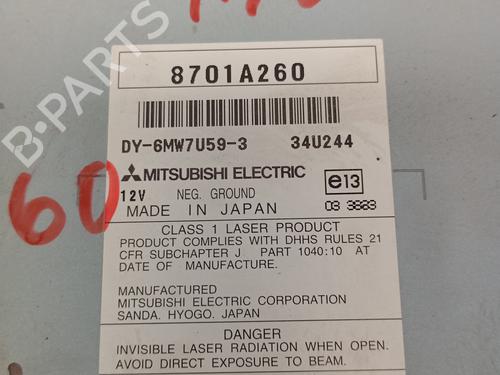 8701A260
DY-6MW7U59-3 34U244
MITSUBISHI ELECTRIC
12V NEG. GROUND
e13
MADE IN JAPAN
03 3883
60
CLASS 1 LASER PRODUCT
PRODUCT COMPLIES WITH DHHS RULES 21
CFR SUBCHAPTER J PART 1040:10 AT
DATE OF MANUFACTURE.
MANUFACTURED
MITSUBISHI ELECTRIC CORPORATION
SANDA. HYOGO. JAPAN
DANGER
INVISIBLE LASER RADIATION WHEN OPEN.
AVOID DIRECT EXPOSURE TO BEAM.
B-PARTS